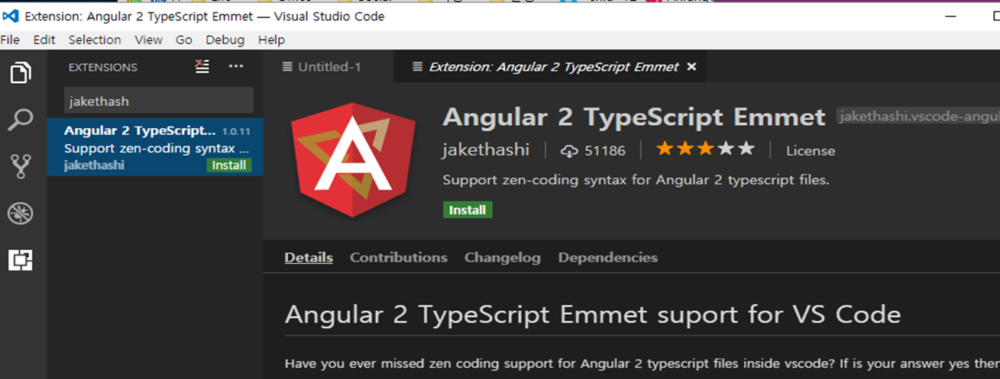 Extension: Angular 2 TypeScript Emmet — Visual Studio Code
File Edit Selection View Go Debug Help
EXTENSIONS
jakethash
Angular 2 TypeScript... 1.0.11
Support zen-coding syntax ...
jakethashi Install
Untitled-1 Extension: Angular 2 TypeScript Emmet
Angular 2 TypeScript Emmet jakethashi.vscode-angul
jakethashi 51186 License
Support zen-coding syntax for Angular 2 typescript files.
Install
Details Contributions Changelog Dependencies
Angular 2 TypeScript Emmet suport for VS Code
Have you ever missed zen coding support for Angular 2 typescript files inside vscode? If is your answer yes then